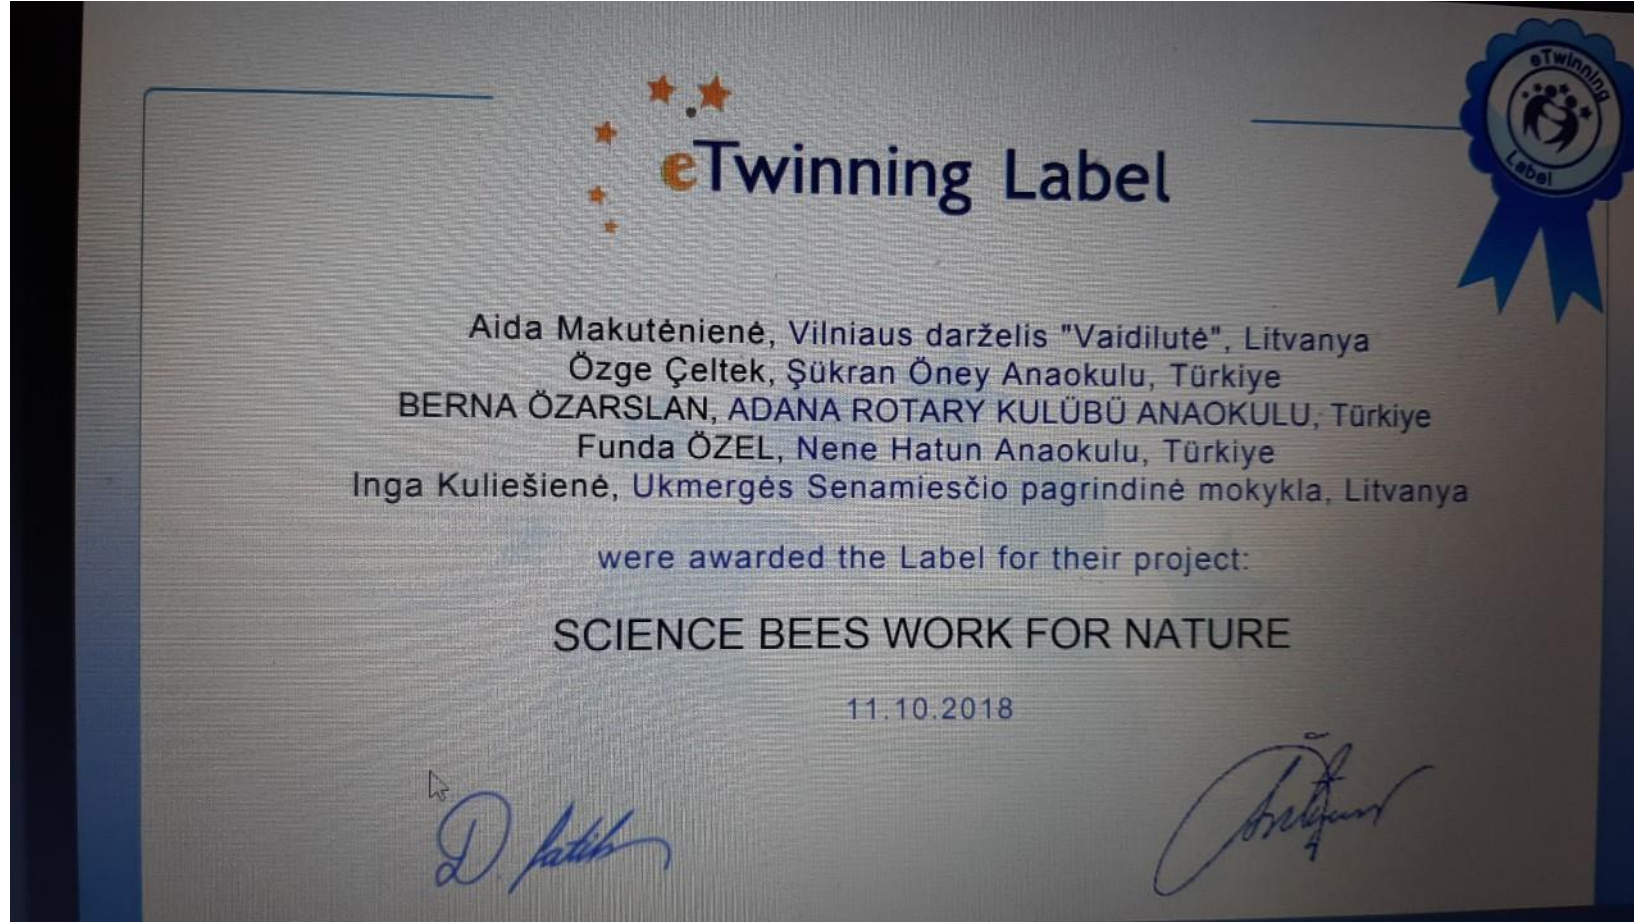 eTwinning
Label
eTwinning Label
Aida Makutėnienė, Vilniaus darželis "Vaidilutė", Litvanya
Özge Çeltek, Şükran Öney Anaokulu, Türkiye
BERNA ÖZARSLAN, ADANA ROTARY KULÜBÜ ANAOKULU, Türkiye
Funda ÖZEL, Nene Hatun Anaokulu, Türkiye
Inga Kuliešienė, Ukmergės Senamiesčio pagrindinė mokykla, Litvanya
were awarded the Label for their project:
SCIENCE BEES WORK FOR NATURE
11.10.2018
D. fatih